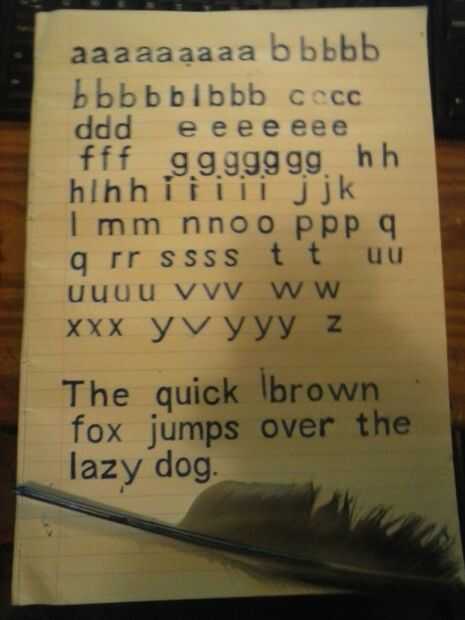 aaaaaaaaa bbbbb
bbbbblbbb cccc
ddd e eeeeee
fff ggggggg hh
hlhh iiiii jjk
l mm nnoo ppp q
q rr ssss t t uu
uuuu vvv ww
xxx yvyyy z
The quick lbrown
fox jumps over the
lazy dog.